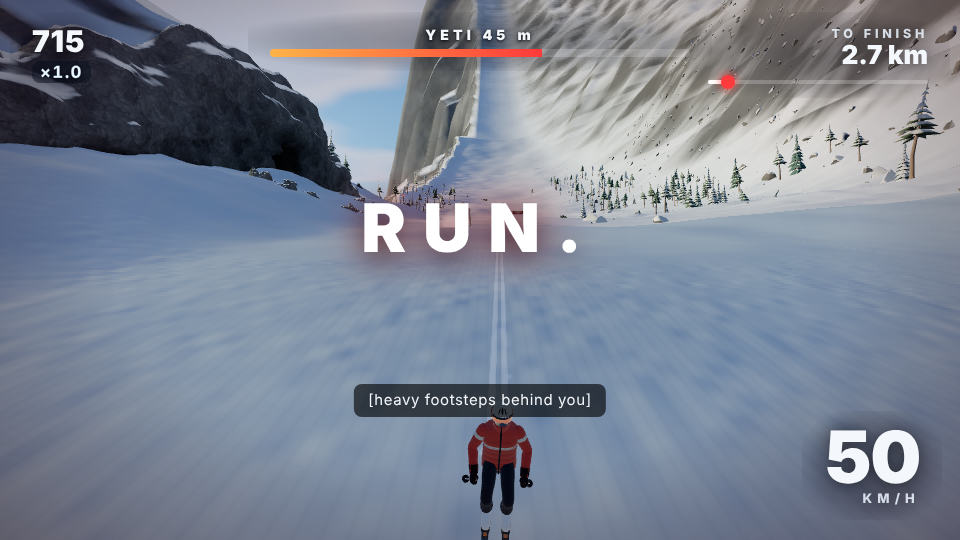 715
×1.0
YETI 45 m
TO FINISH
2.7 km
RUN.
[heavy footsteps behind you]
50
KM/H